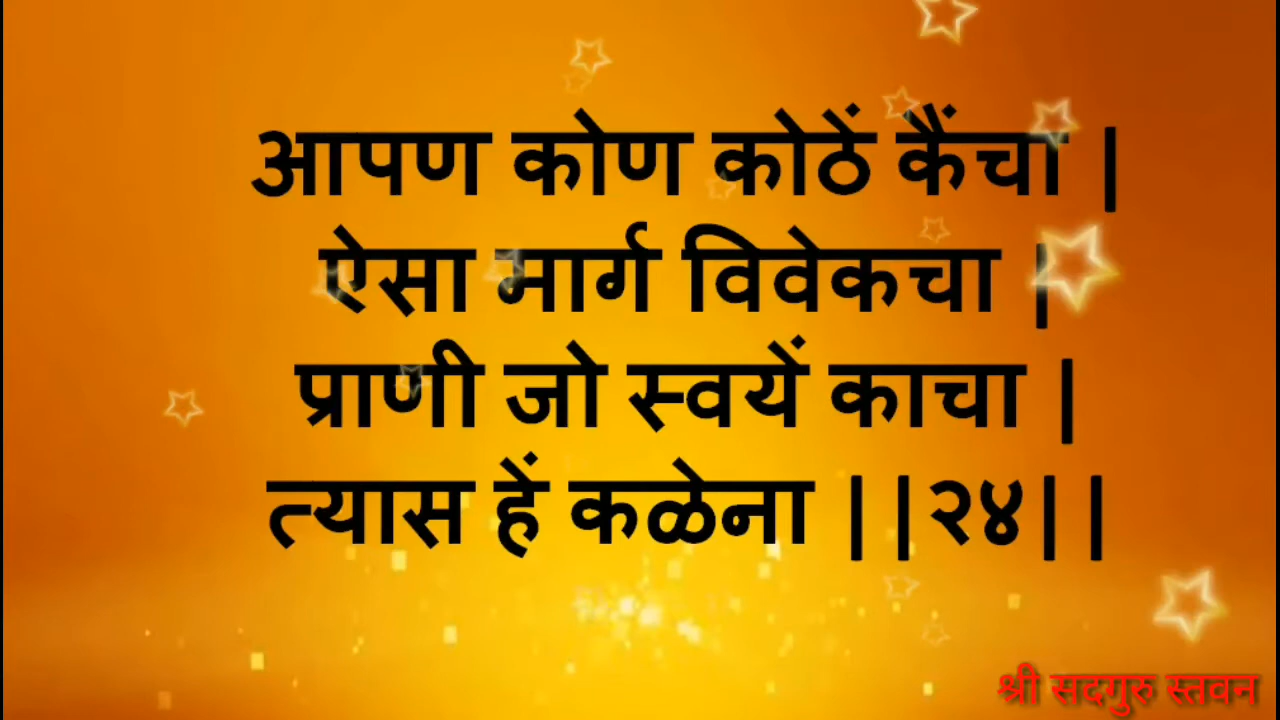 आपण कोण कोठें कैंचा |
ऐसा मार्ग विवेकचा |
प्राणी जो स्वयें काचा |
त्यास हें कळेना ||२४||
श्री सदगुरु स्तवन